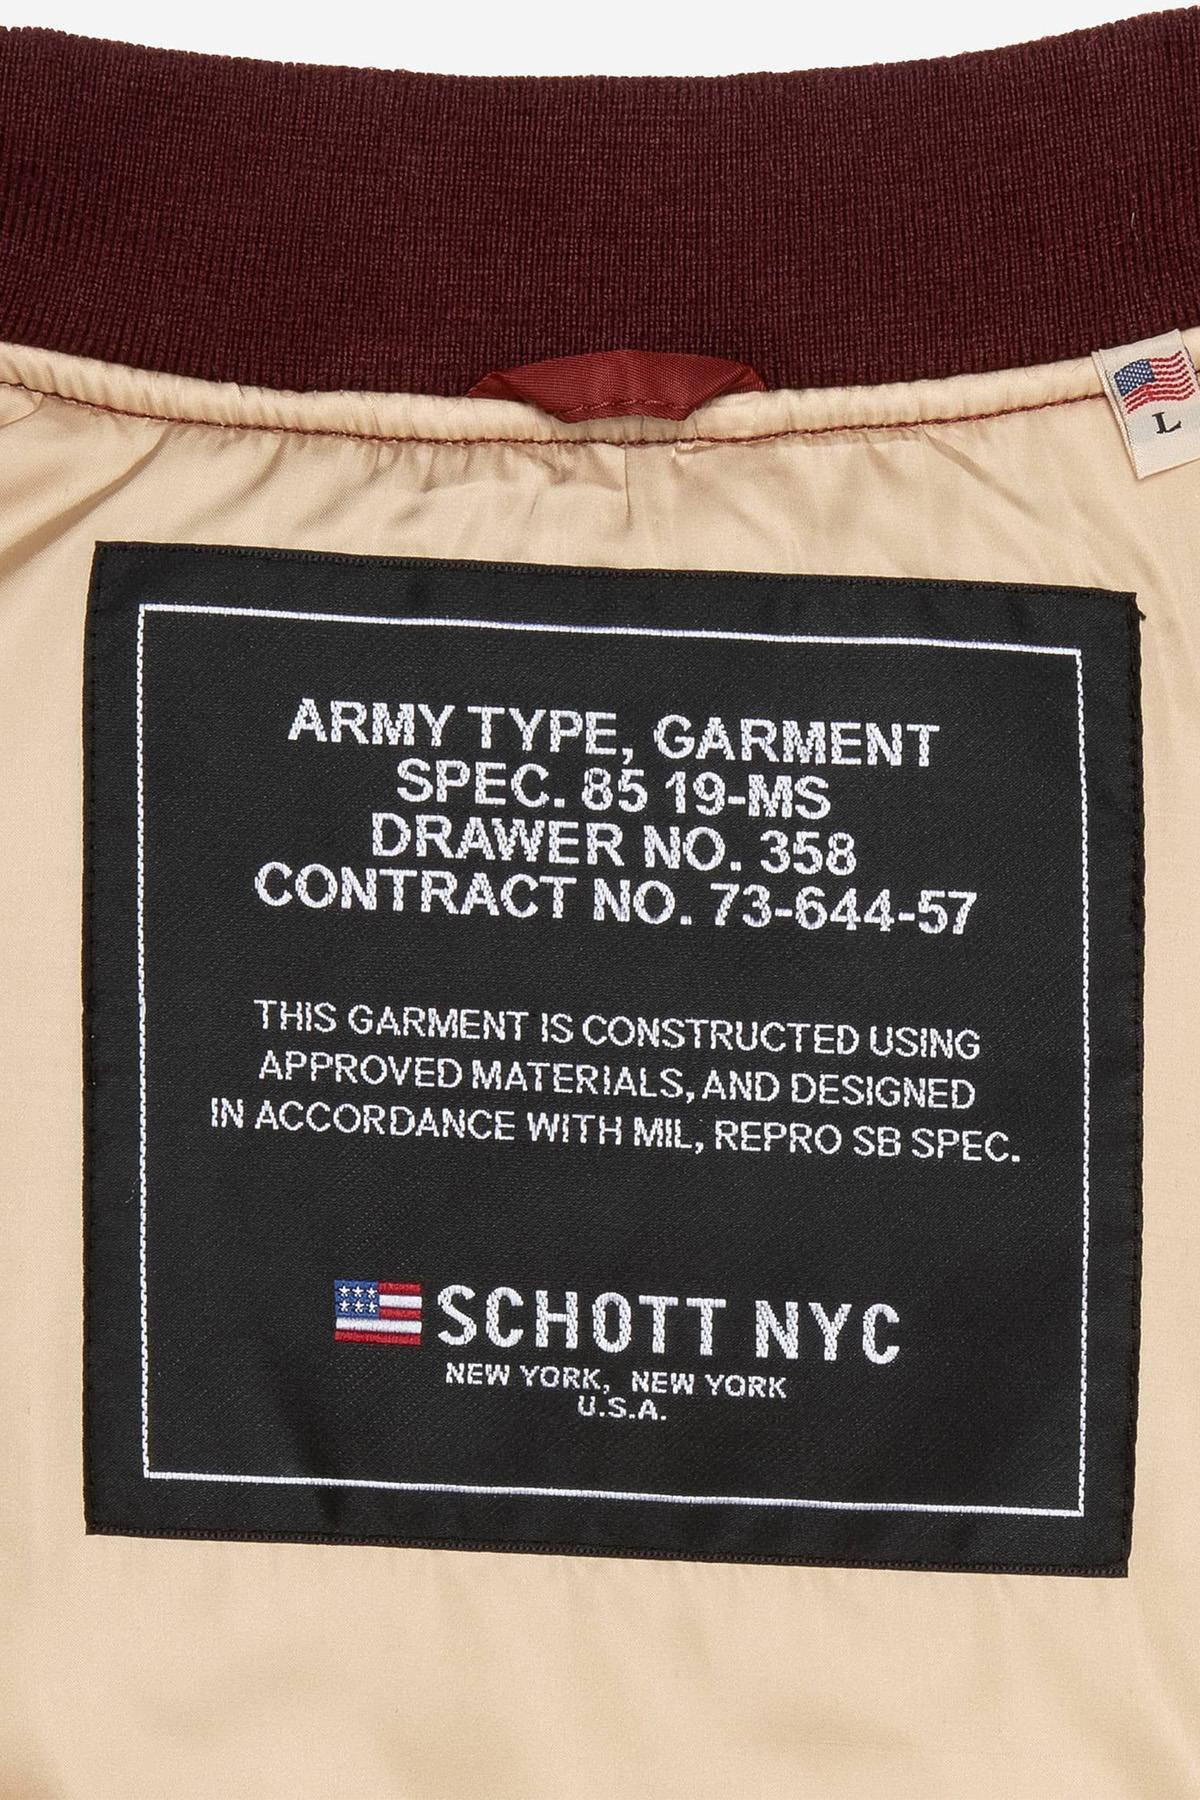 L
ARMY TYPE, GARMENT
SPEC. 85 19-MS
DRAWER NO. 358
CONTRACT NO. 73-644-57
THIS GARMENT IS CONSTRUCTED USING
APPROVED MATERIALS, AND DESIGNED
IN ACCORDANCE WITH MIL, REPRO SB SPEC.
SCHOTT NYC
NEW YORK, NEW YORK
U.S.A.